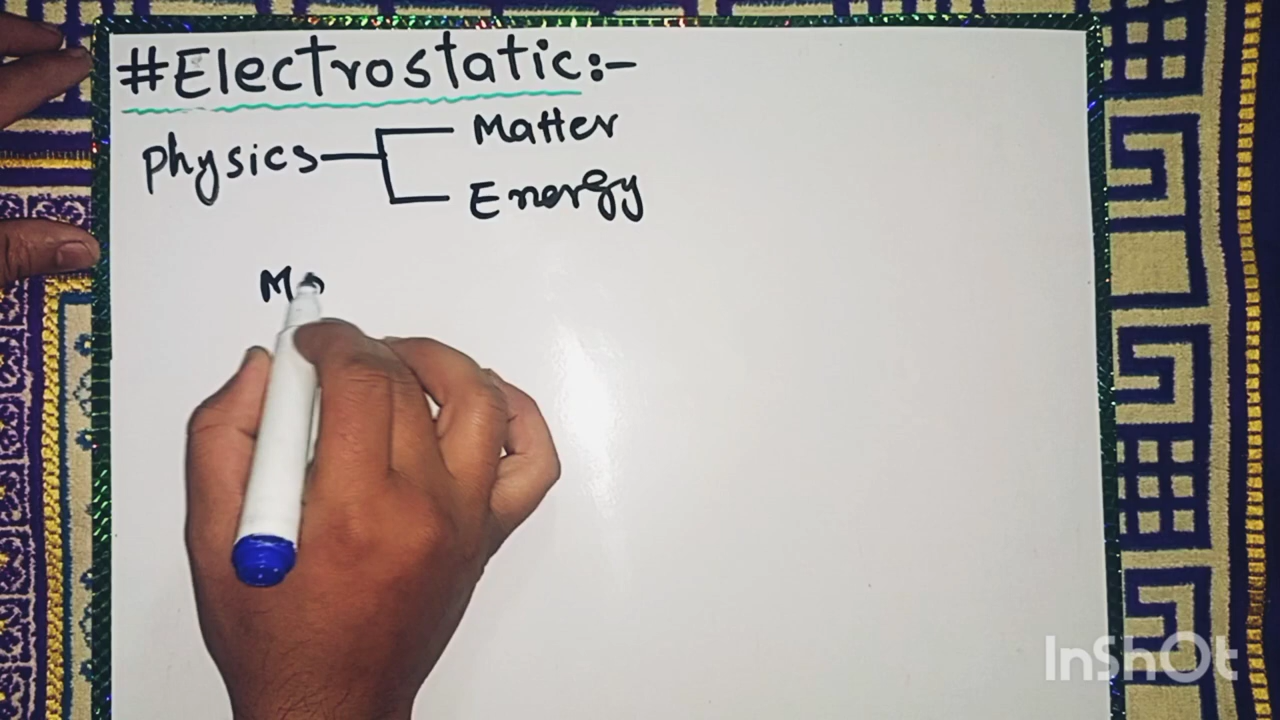 #Electrostatic:-
Physics
Matter
Energy
M
InShOt